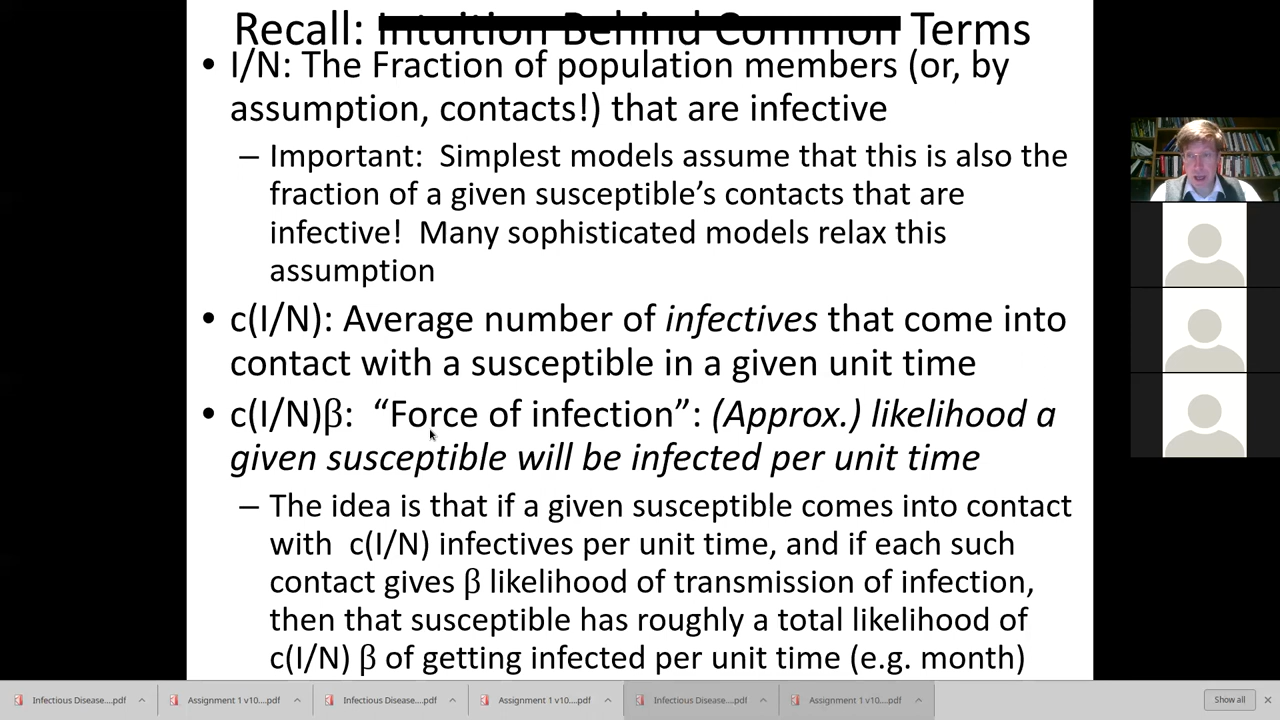 Recall: Intuition Behind Common Terms
• I/N: The Fraction of population members (or, by
assumption, contacts!) that are infective
– Important: Simplest models assume that this is also the
fraction of a given susceptible’s contacts that are
infective! Many sophisticated models relax this
assumption
• c(I/N): Average number of infectives that come into
contact with a susceptible in a given unit time
• c(I/N)β: “Force of infection”: (Approx.) likelihood a
given susceptible will be infected per unit time
– The idea is that if a given susceptible comes into contact
with c(I/N) infectives per unit time, and if each such
contact gives β likelihood of transmission of infection,
then that susceptible has roughly a total likelihood of
c(I/N) β of getting infected per unit time (e.g. month)
Infectious Disease....pdf Assignment 1 v10....pdf Infectious Disease....pdf Assignment 1 v10....pdf Infectious Disease....pdf Assignment 1 v10....pdf Show all